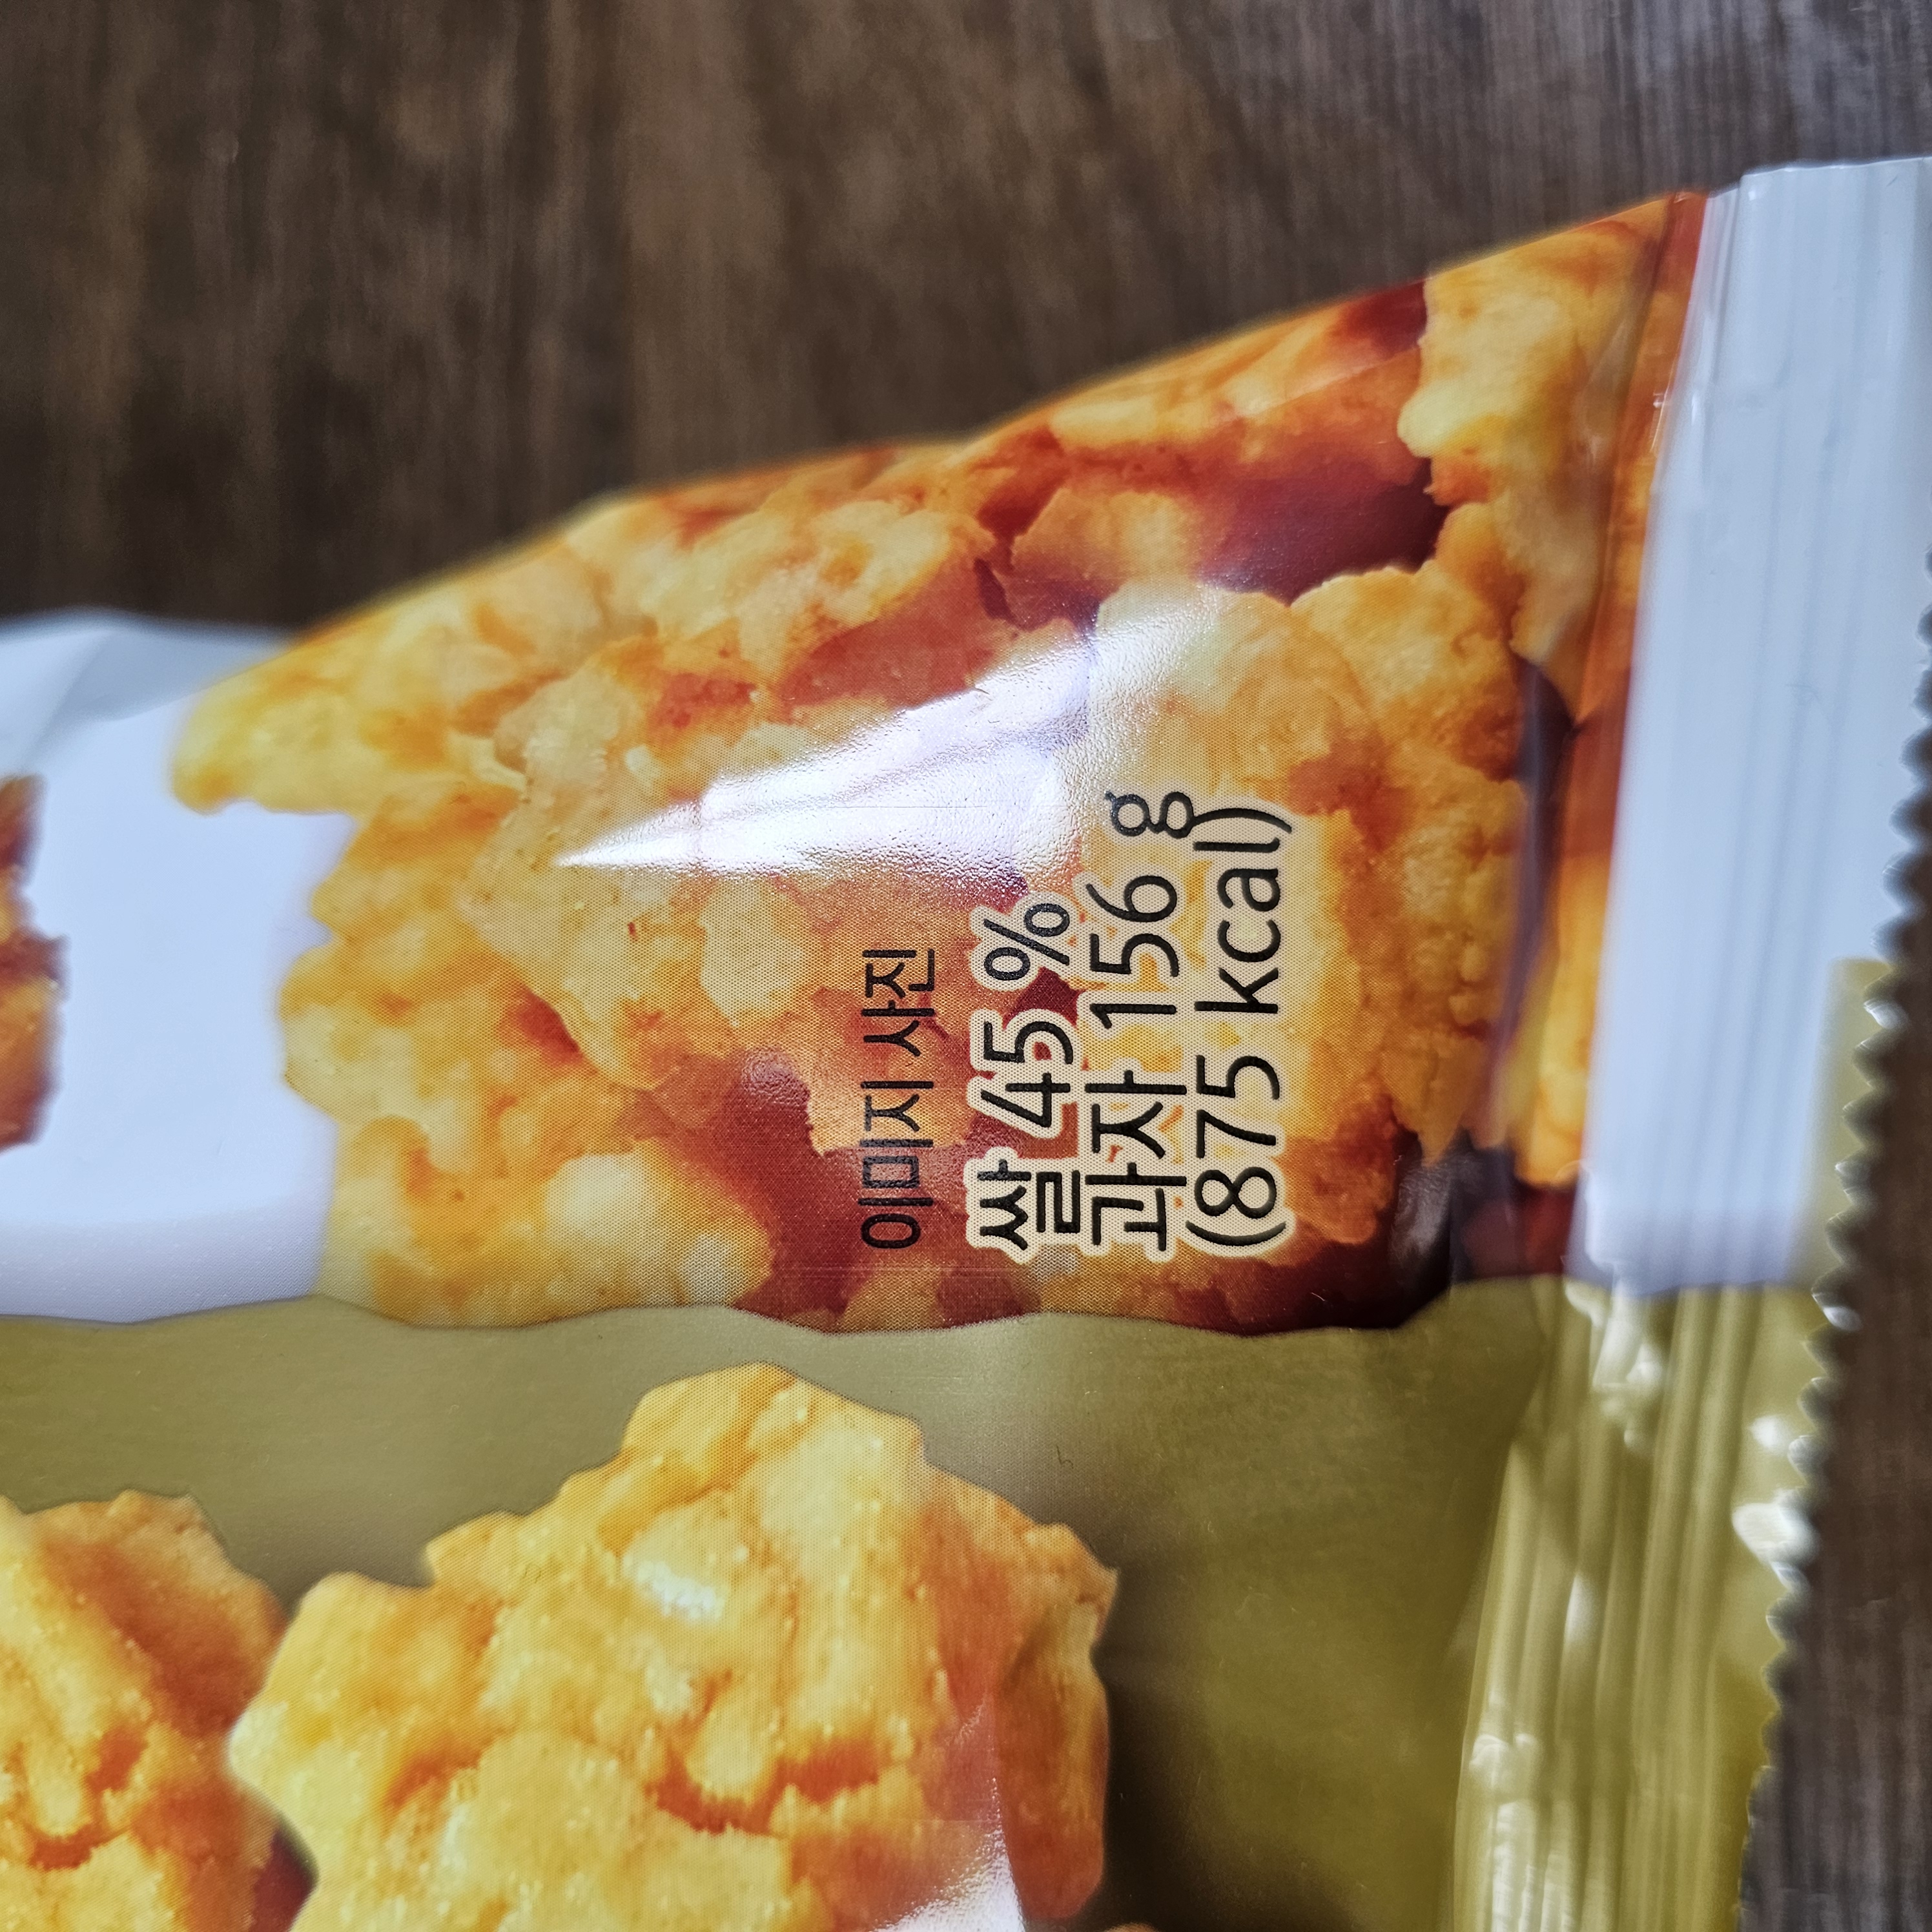 이미지 사진
쌀 45 %
과자 156 g
(875 kcal)